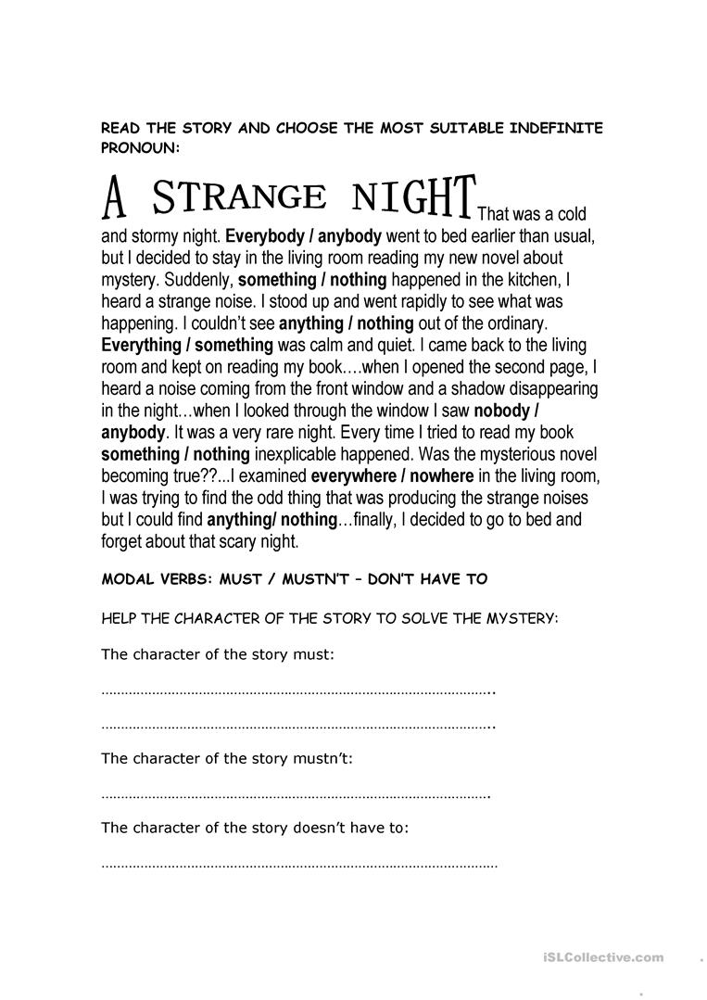 READ THE STORY AND CHOOSE THE MOST SUITABLE INDEFINITE
PRONOUN:
A STRANGE NIGHT That was a cold
and stormy night. Everybody / anybody went to bed earlier than usual,
but I decided to stay in the living room reading my new novel about
mystery. Suddenly, something / nothing happened in the kitchen, I
heard a strange noise. I stood up and went rapidly to see what was
happening. I couldn't see anything / nothing out of the ordinary.
Everything / something was calm and quiet. I came back to the living
room and kept on reading my book….when I opened the second page, I
heard a noise coming from the front window and a shadow disappearing
in the night…when I looked through the window I saw nobody /
anybody. It was a very rare night. Every time I tried to read my book
something / nothing inexplicable happened. Was the mysterious novel
becoming true??...I examined everywhere / nowhere in the living room,
I was trying to find the odd thing that was producing the strange noises
but I could find anything/ nothing…finally, I decided to go to bed and
forget about that scary night.
MODAL VERBS: MUST / MUSTN'T – DON'T HAVE TO
HELP THE CHARACTER OF THE STORY TO SOLVE THE MYSTERY:
The character of the story must:
……………………………………………………………………………………..
……………………………………………………………………………………..
The character of the story mustn't:
…………………………………………………………………………………….
The character of the story doesn't have to:
………………………………………………………………………………………
iSLCollective.com